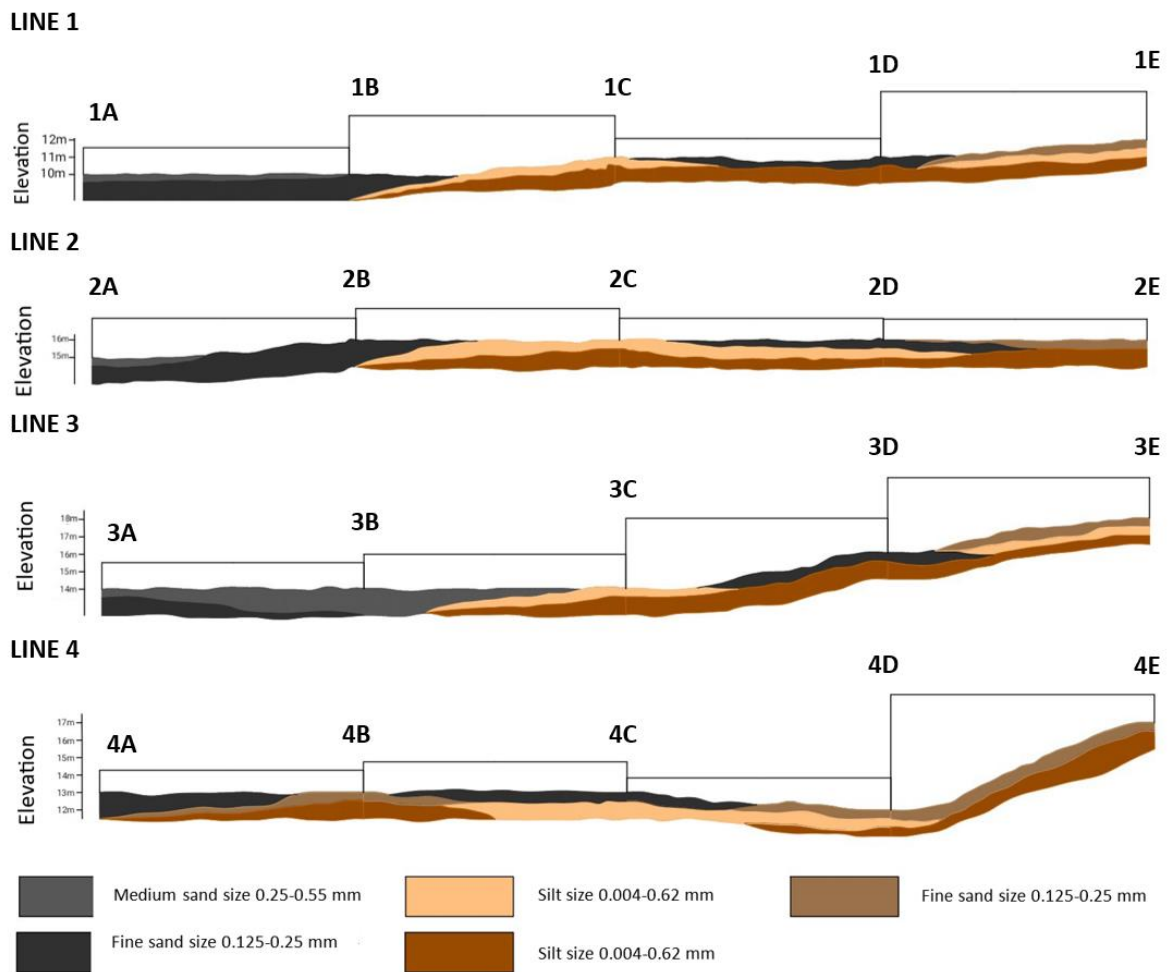 LINE 1
1A 1B 1C 1D 1E
Elevation
12m
11m
10m
LINE 2
2A 2B 2C 2D 2E
Elevation
16m
15m
LINE 3
3A 3B 3C 3D 3E
Elevation
18m
17m
16m
15m
14m
LINE 4
4A 4B 4C 4D 4E
Elevation
17m
16m
15m
14m
13m
12m
Medium sand size 0.25-0.55 mm
Silt size 0.004-0.62 mm
Fine sand size 0.125-0.25 mm
Fine sand size 0.125-0.25 mm
Silt size 0.004-0.62 mm